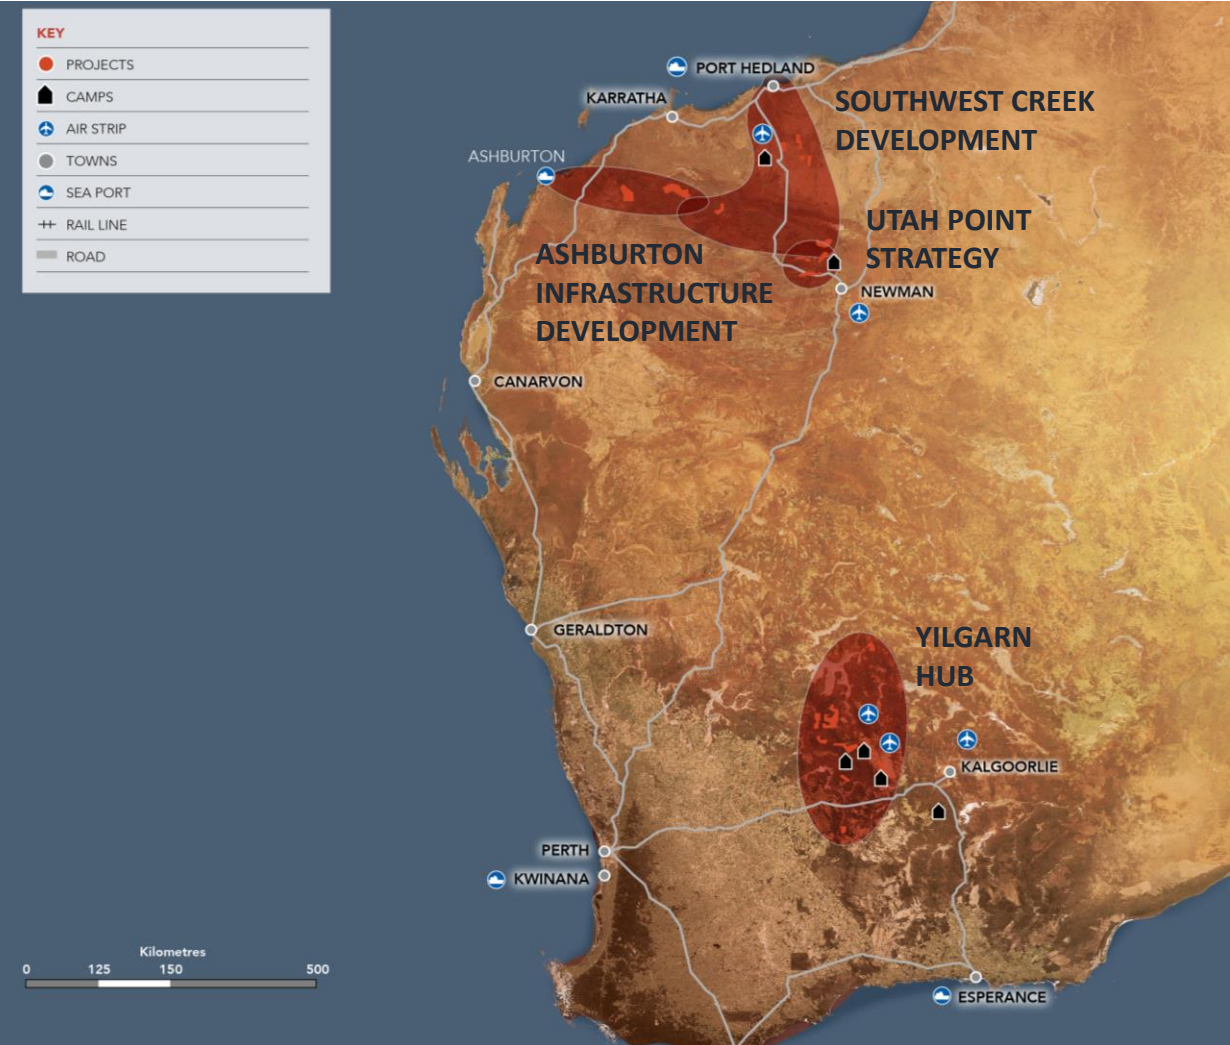 KEY
PROJECTS
CAMPS
AIR STRIP
TOWNS
SEA PORT
RAIL LINE
ROAD
PORT HEDLAND
KARRATHA
SOUTHWEST CREEK
DEVELOPMENT
ASHBURTON
UTAH POINT
STRATEGY
ASHBURTON
INFRASTRUCTURE
DEVELOPMENT
NEWMAN
CANARVON
GERALDTON
YILGARN
HUB
KALGOORLIE
PERTH
KWINANA
Kilometres
0 125 150 500
ESPERANCE